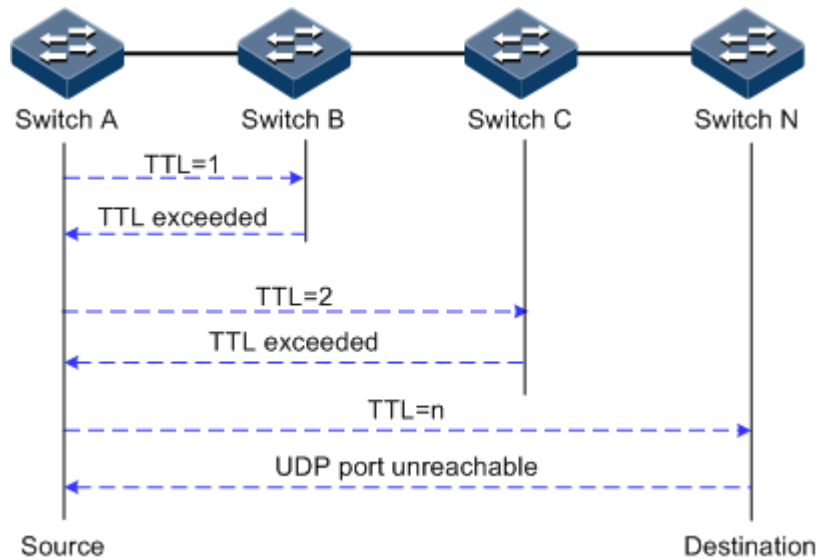 Switch A
Switch B
Switch C
Switch N
TTL=1
TTL exceeded
TTL=2
TTL exceeded
TTL=n
UDP port unreachable
Source
Destination